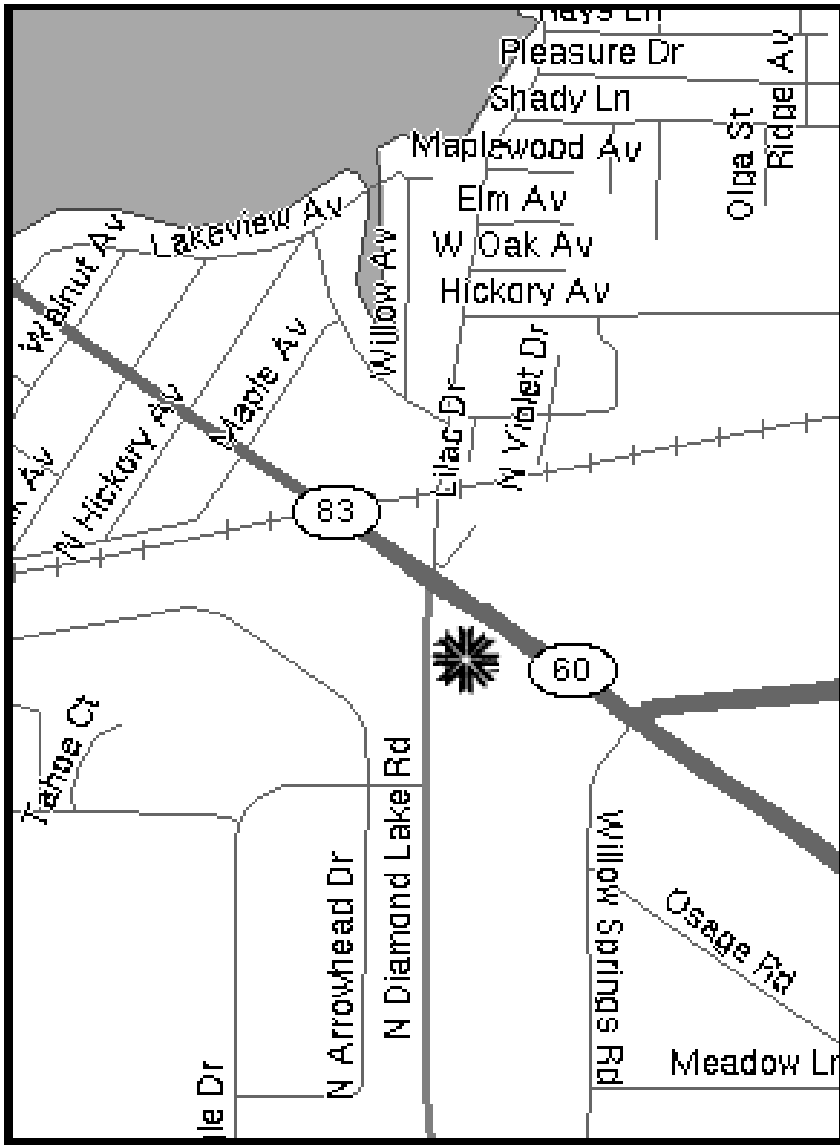 Rays Ln
Pleasure Dr
Shady Ln
Ridge Av
Olga St
Maplewood Av
Elm Av
W Oak Av
Hickory Av
Lakeview Av
Walnut Av
Willow Av
Maple Av
N Hickory Av
Av
Lilac Dr
N Violet Dr
83
60
Tahoe Ct
N Arrowhead Dr
N Diamond Lake Rd
Willow Springs Rd
Osage Rd
Meadow Ln
le Dr